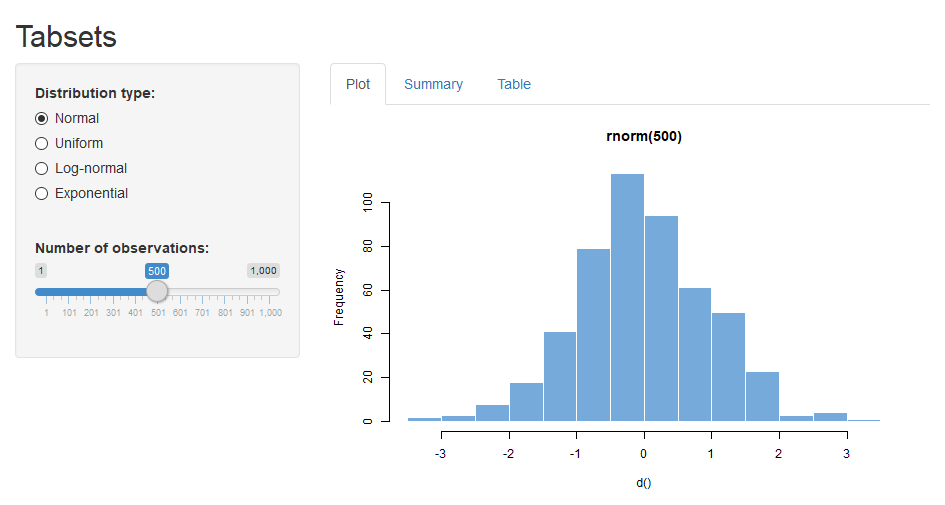 Tabsets
Distribution type:
Normal
Uniform
Log-normal
Exponential
Number of observations:
1 500 1,000
1 101 201 301 401 501 601 701 801 901 1,000
Plot Summary Table
rnorm(500)
Frequency
100
80
60
40
20
0
-3 -2 -1 0 1 2 3
d()